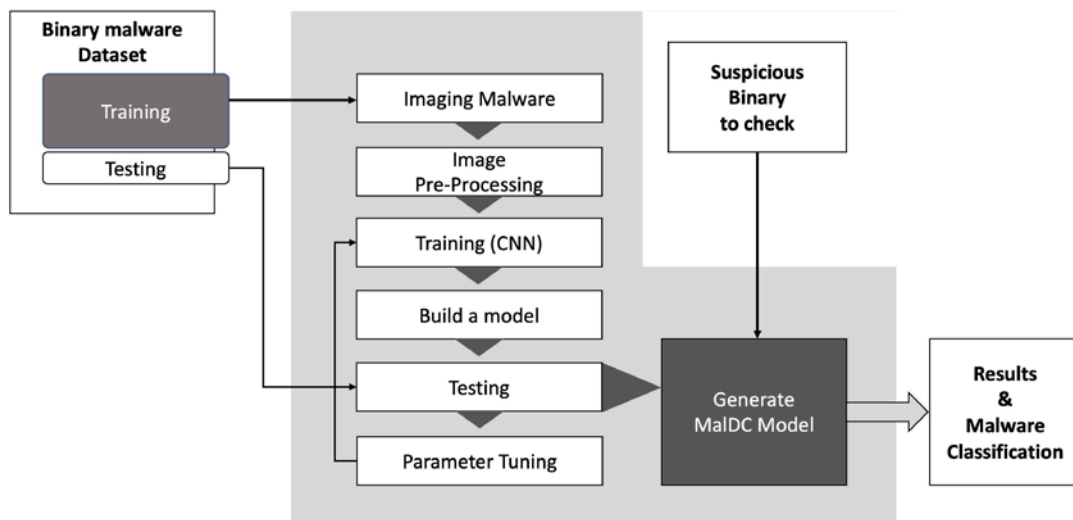 Binary malware
Dataset
Training
Testing
Imaging Malware
Image
Pre-Processing
Training (CNN)
Build a model
Testing
Parameter Tuning
Suspicious
Binary
to check
Generate
MalDC Model
Results
&
Malware
Classification